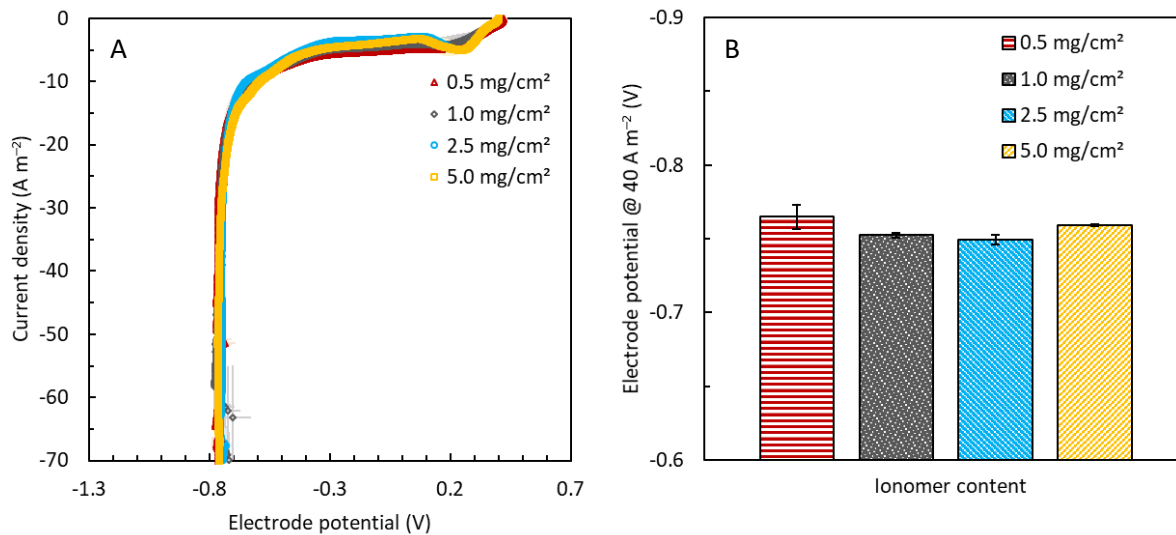 A
0
-10
-20
-30
-40
-50
-60
-70
Current density (A m⁻²)
-1.3
-0.8
-0.3
0.2
0.7
Electrode potential (V)
0.5 mg/cm²
1.0 mg/cm²
2.5 mg/cm²
5.0 mg/cm²
B
-0.9
-0.8
-0.7
-0.6
Electrode potential @ 40 A m⁻² (V)
0.5 mg/cm²
1.0 mg/cm²
2.5 mg/cm²
5.0 mg/cm²
Ionomer content